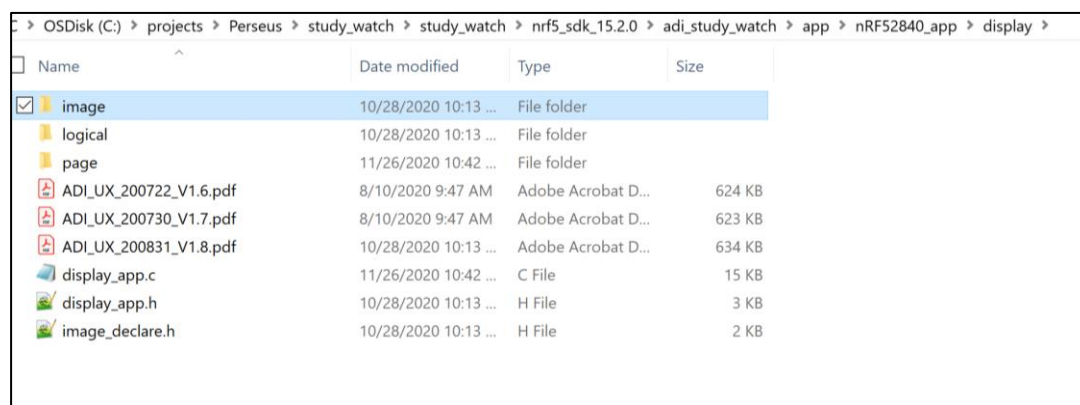 C > OSDisk (C:) > projects > Perseus > study_watch > study_watch > nrf5_sdk_15.2.0 > adi_study_watch > app > nRF52840_app > display >
Name Date modified Type Size
image 10/28/2020 10:13 ... File folder
logical 10/28/2020 10:13 ... File folder
page 11/26/2020 10:42 ... File folder
ADI_UX_200722_V1.6.pdf 8/10/2020 9:47 AM Adobe Acrobat D... 624 KB
ADI_UX_200730_V1.7.pdf 8/10/2020 9:47 AM Adobe Acrobat D... 623 KB
ADI_UX_200831_V1.8.pdf 10/28/2020 10:13 ... Adobe Acrobat D... 634 KB
display_app.c 11/26/2020 10:42 ... C File 15 KB
display_app.h 10/28/2020 10:13 ... H File 3 KB
image_declare.h 10/28/2020 10:13 ... H File 2 KB